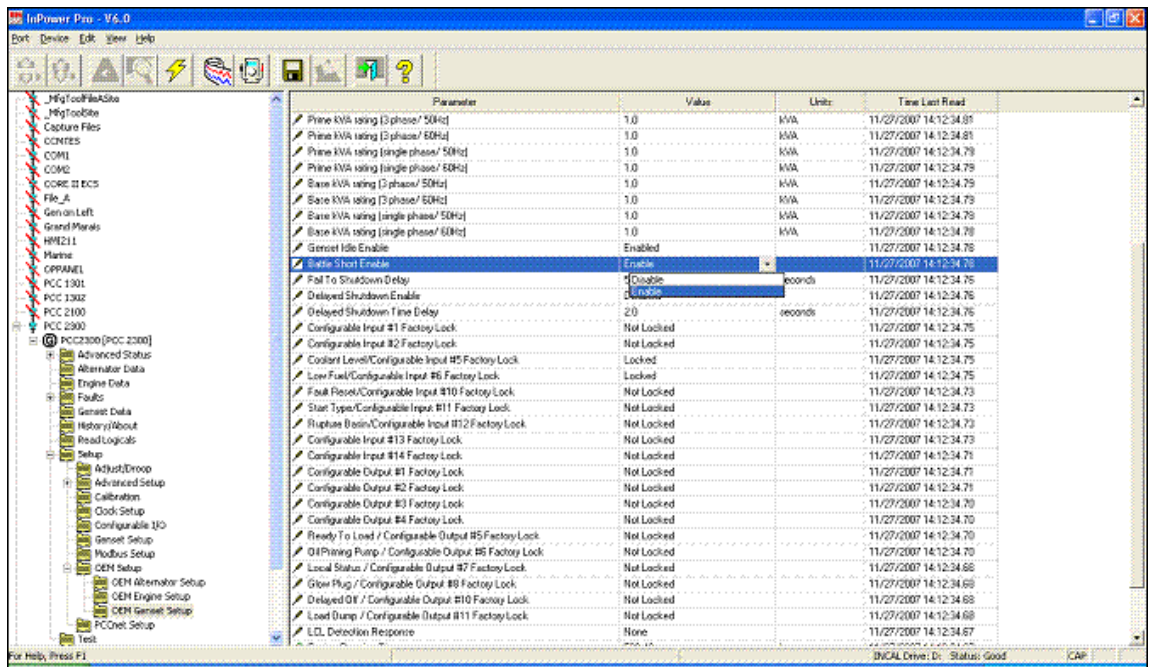 InPower Pro - V6.0
Port Device Edit View Help
_MfgToolFileASite
_MfgToolSite
Capture Files
CCNTES
COM1
COM2
CORE II ECS
File_A
Gen on Left
Grand Marais
HMI211
Marine
OPPANEL
PCC 1301
PCC 1302
PCC 2100
PCC 2300
PCC2300 [PCC 2300]
Advanced Status
Alternator Data
Engine Data
Faults
Genset Data
History/About
Read Logicals
Setup
Adjust/Droop
Advanced Setup
Calibration
Clock Setup
Configurable I/O
Genset Setup
Modbus Setup
OEM Setup
OEM Alternator Setup
OEM Engine Setup
OEM Genset Setup
PCCnet Setup
Test
Parameter Value Units Time Last Read
Prime kVA rating (3 phase/ 50Hz) 1.0 kVA 11/27/2007 14:12:34.81
Prime kVA rating (3 phase/ 60Hz) 1.0 kVA 11/27/2007 14:12:34.81
Prime kVA rating (single phase/ 50Hz) 1.0 kVA 11/27/2007 14:12:34.79
Prime kVA rating (single phase/ 60Hz) 1.0 kVA 11/27/2007 14:12:34.79
Base kVA rating (3 phase/ 50Hz) 1.0 kVA 11/27/2007 14:12:34.79
Base kVA rating (3 phase/ 60Hz) 1.0 kVA 11/27/2007 14:12:34.79
Base kVA rating (single phase/ 50Hz) 1.0 kVA 11/27/2007 14:12:34.78
Base kVA rating (single phase/ 60Hz) 1.0 kVA 11/27/2007 14:12:34.78
Genset Idle Enable Enabled 11/27/2007 14:12:34.78
Battle Short Enable Enable 11/27/2007 14:12:34.78
Fail To Shutdown Delay Disable seconds 11/27/2007 14:12:34.76
Delayed Shutdown Enable Enable 11/27/2007 14:12:34.76
Delayed Shutdown Time Delay 2.0 seconds 11/27/2007 14:12:34.76
Configurable Input #1 Factory Lock Not Locked 11/27/2007 14:12:34.75
Configurable Input #2 Factory Lock Not Locked 11/27/2007 14:12:34.75
Coolant Level/Configurable Input #5 Factory Lock Locked 11/27/2007 14:12:34.75
Low Fuel/Configurable Input #6 Factory Lock Locked 11/27/2007 14:12:34.75
Fault Reset/Configurable Input #10 Factory Lock Not Locked 11/27/2007 14:12:34.73
Start Type/Configurable Input #11 Factory Lock Not Locked 11/27/2007 14:12:34.73
Rupture Basin/Configurable Input #12 Factory Lock Not Locked 11/27/2007 14:12:34.73
Configurable Input #13 Factory Lock Not Locked 11/27/2007 14:12:34.71
Configurable Input #14 Factory Lock Not Locked 11/27/2007 14:12:34.71
Configurable Output #1 Factory Lock Not Locked 11/27/2007 14:12:34.71
Configurable Output #2 Factory Lock Not Locked 11/27/2007 14:12:34.71
Configurable Output #3 Factory Lock Not Locked 11/27/2007 14:12:34.70
Configurable Output #4 Factory Lock Not Locked 11/27/2007 14:12:34.70
Ready To Load / Configurable Output #5 Factory Lock Not Locked 11/27/2007 14:12:34.70
Oil Priming Pump / Configurable Output #6 Factory Lock Not Locked 11/27/2007 14:12:34.70
Local Status / Configurable Output #7 Factory Lock Not Locked 11/27/2007 14:12:34.68
Glow Plug / Configurable Output #8 Factory Lock Not Locked 11/27/2007 14:12:34.68
Delayed Off / Configurable Output #10 Factory Lock Not Locked 11/27/2007 14:12:34.68
Load Dump / Configurable Output #11 Factory Lock Not Locked 11/27/2007 14:12:34.68
LCL Detection Response None 11/27/2007 14:12:34.67
For Help, Press F1 INCAL Drive: D: Status: Good CAP